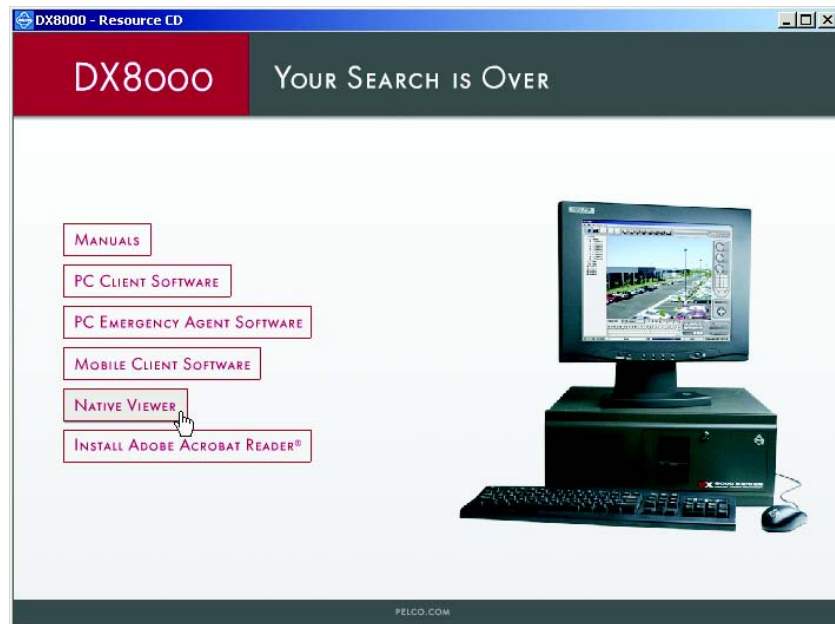 DX8000 - Resource CD
DX8000
YOUR SEARCH IS OVER
MANUALS
PC CLIENT SOFTWARE
PC EMERGENCY AGENT SOFTWARE
MOBILE CLIENT SOFTWARE
NATIVE VIEWER
INSTALL ADOBE ACROBAT READER®
PELCO.COM